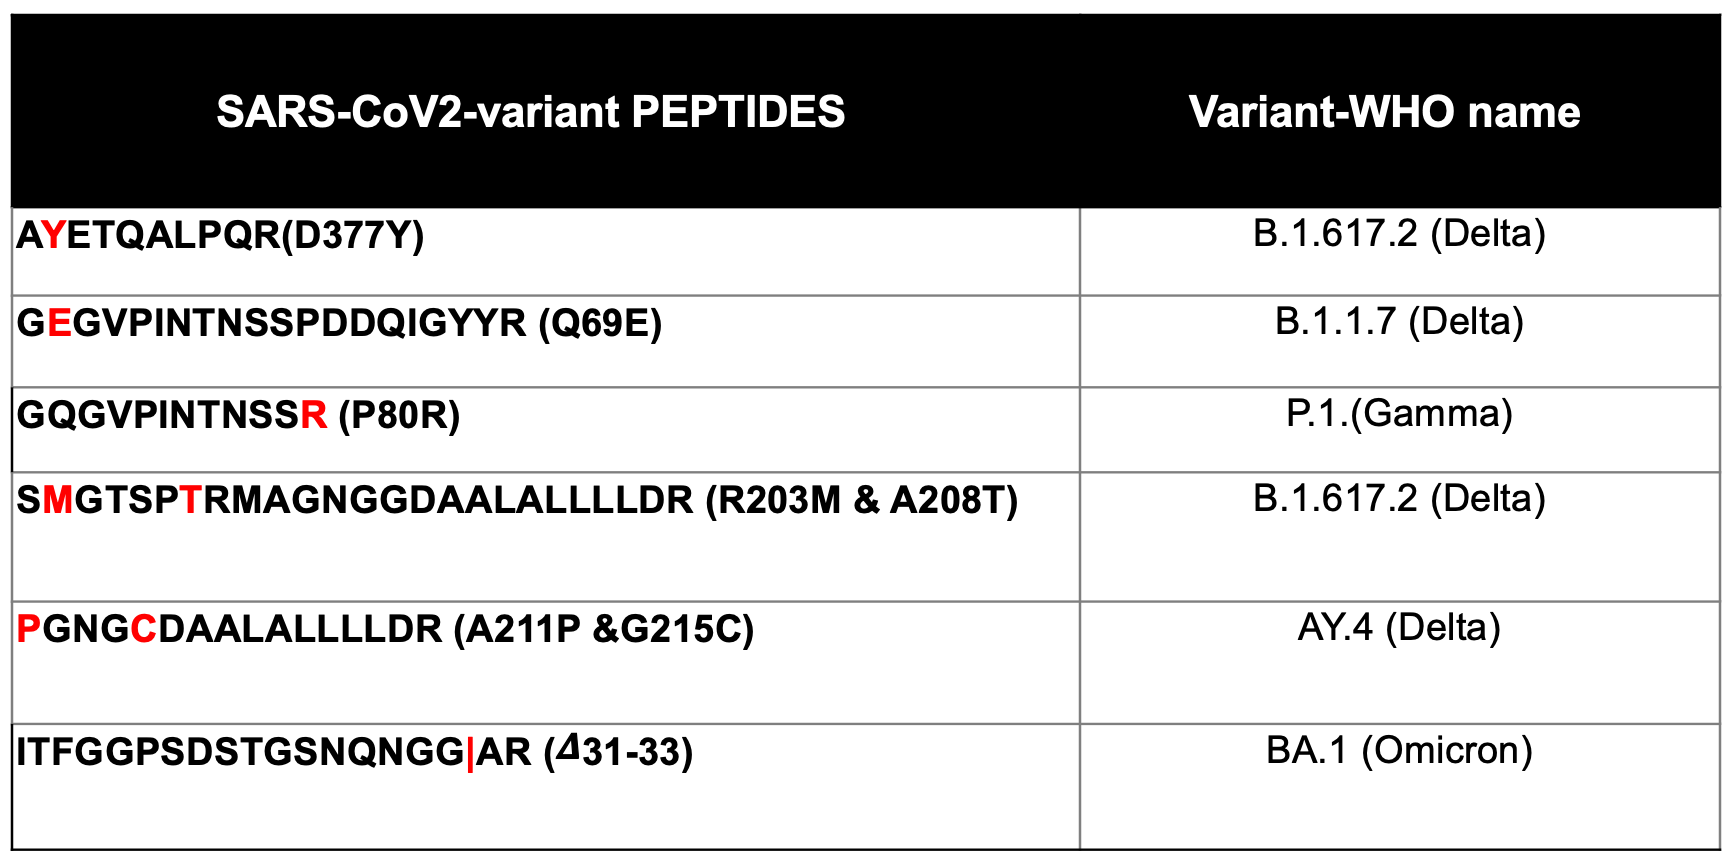 SARS-CoV2-variant PEPTIDES Variant-WHO name
AYETQALPQR(D377Y) B.1.617.2 (Delta)
GEGVPINTNSSPDDQIGYYR (Q69E) B.1.1.7 (Delta)
GQGVPINTNSSR (P80R) P.1.(Gamma)
SMGTSPTRMAGNGGDAALALLLLDR (R203M & A208T) B.1.617.2 (Delta)
PGNGCDAALALLLLDR (A211P &G215C) AY.4 (Delta)
ITFGGPSDSTGSNQNGG|AR (Δ31-33) BA.1 (Omicron)